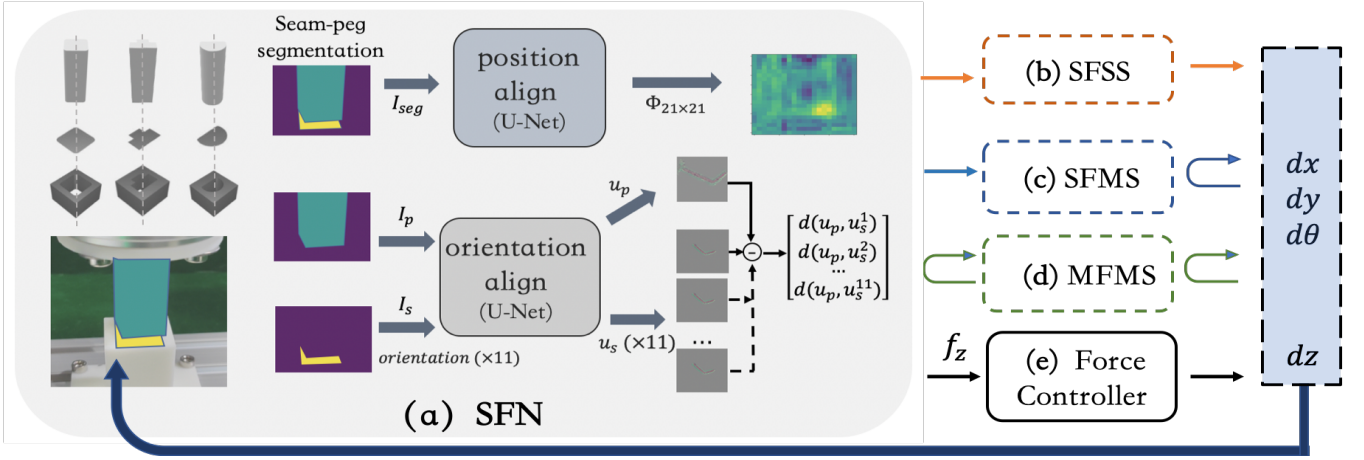 Seam-peg
segmentation
I_seg
position
align
(U-Net)
Φ_21×21
I_p
I_s
orientation (×11)
orientation
align
(U-Net)
u_p
u_s (×11)
...
−
d(u_p, u_s^1)
d(u_p, u_s^2)
...
d(u_p, u_s^11)
(a) SFN
(b) SFSS
(c) SFMS
(d) MFMS
f_z
(e) Force
Controller
dx
dy
dθ
dz